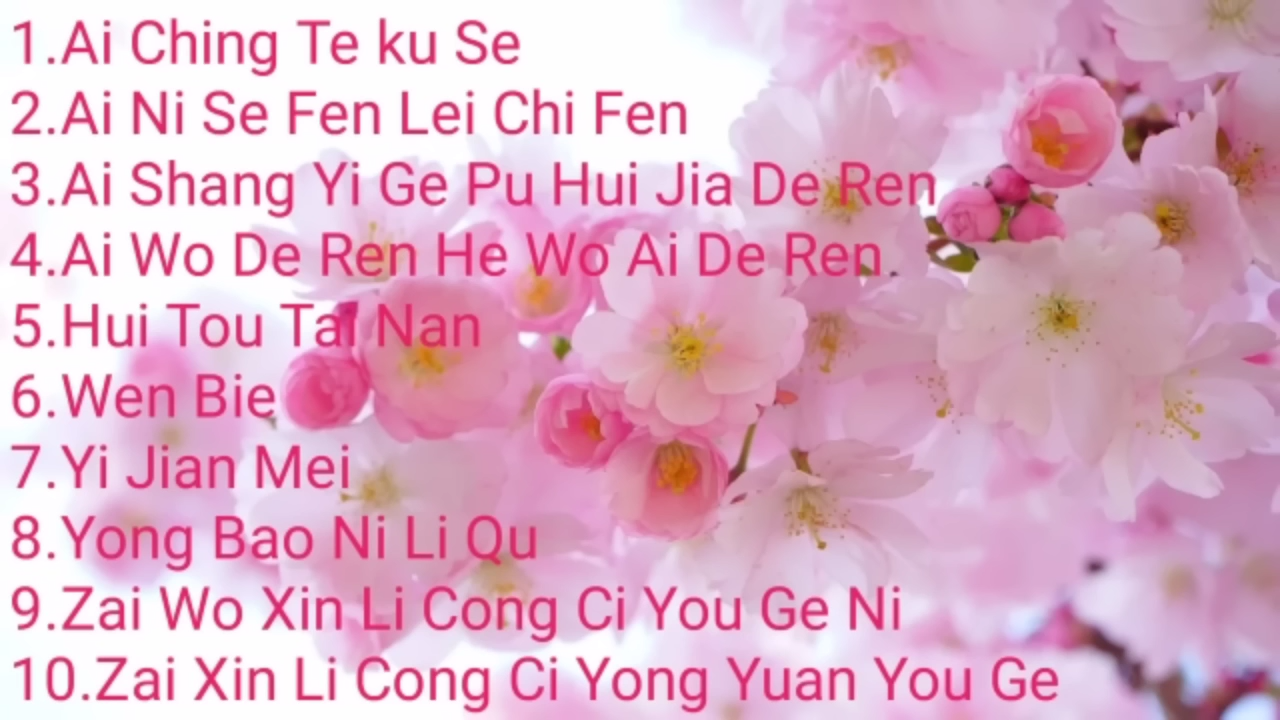 1.Ai Ching Te ku Se
2.Ai Ni Se Fen Lei Chi Fen
3.Ai Shang Yi Ge Pu Hui Jia De Ren
4.Ai Wo De Ren He Wo Ai De Ren
5.Hui Tou Tai Nan
6.Wen Bie
7.Yi Jian Mei
8.Yong Bao Ni Li Qu
9.Zai Wo Xin Li Cong Ci You Ge Ni
10.Zai Xin Li Cong Ci Yong Yuan You Ge